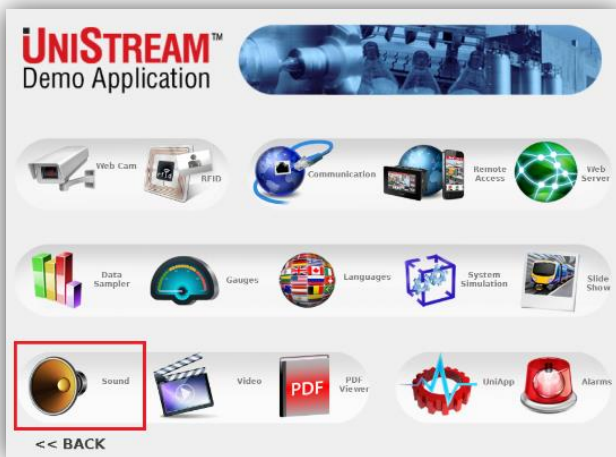 UNISTREAM™
Demo Application
Web Cam
RFID
Communication
Remote
Access
Web
Server
Data
Sampler
Gauges
Languages
System
Simulation
Slide
Show
Sound
Video
PDF
PDF
Viewer
UniApp
Alarms
<< BACK